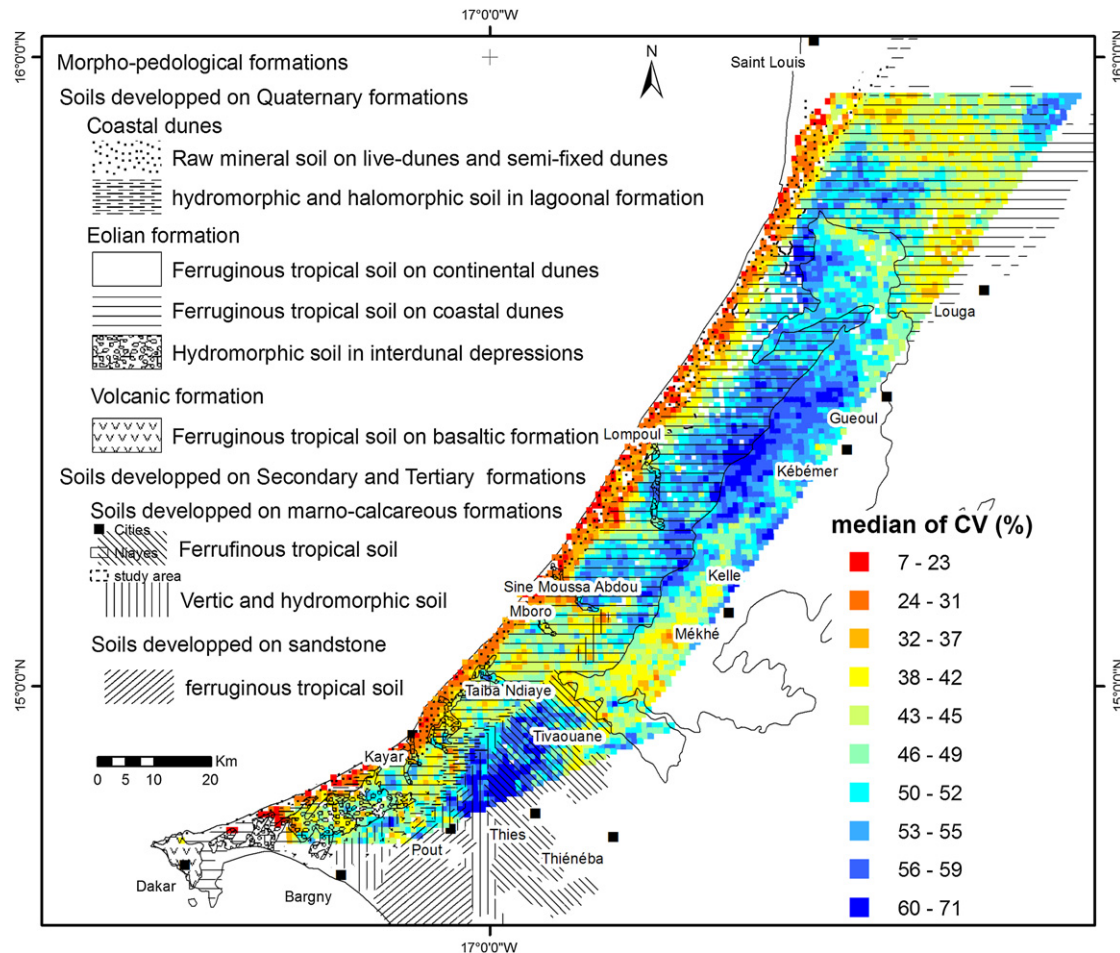 17°0'0"W
16°0'0"N
16°0'0"N
N
Saint Louis
Morpho-pedological formations
Soils developped on Quaternary formations
Coastal dunes
Raw mineral soil on live-dunes and semi-fixed dunes
hydromorphic and halomorphic soil in lagoonal formation
Eolian formation
Ferruginous tropical soil on continental dunes
Ferruginous tropical soil on coastal dunes
Louga
Hydromorphic soil in interdunal depressions
Volcanic formation
Gueoul
Ferruginous tropical soil on basaltic formation
Lompoul
Kébémer
Soils developped on Secondary and Tertiary formations
Soils developped on marno-calcareous formations
Cities
Niayes
Ferrufinous tropical soil
study area
Vertic and hydromorphic soil
Kelle
Sine Moussa Abdou
Mboro
Mékhé
Soils developped on sandstone
ferruginous tropical soil
15°0'0"N
15°0'0"N
Taiba Ndiaye
Tivaouane
Kayar
0 5 10 20 Km
Thies
Pout
Thiénéba
Dakar
Bargny
median of CV (%)
7 - 23
24 - 31
32 - 37
38 - 42
43 - 45
46 - 49
50 - 52
53 - 55
56 - 59
60 - 71
17°0'0"W